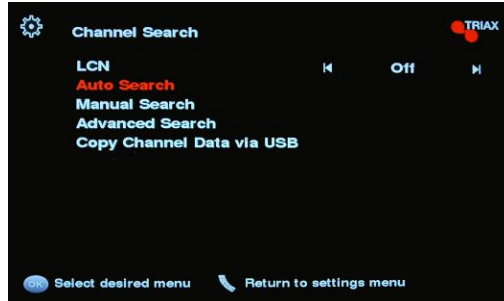 Channel Search
TRIAX
LCN Off
Auto Search
Manual Search
Advanced Search
Copy Channel Data via USB
OK Select desired menu Return to settings menu